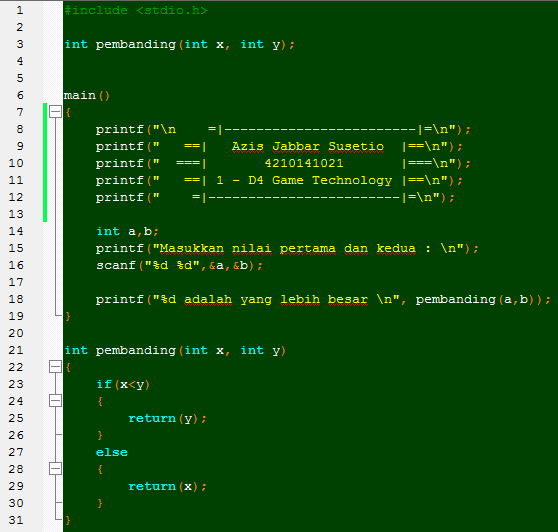 1 #include <stdio.h>
2
3 int pembanding(int x, int y);
4
5
6 main()
7 {
8     printf("\n    =|------------------------|=\n");
9     printf("   ==|   Azis Jabbar Susetio  |==\n");
10     printf("  ===|       4210141021       |===\n");
11     printf("   ==| 1 - D4 Game Technology |==\n");
12     printf("    =|------------------------|=\n");
13
14     int a,b;
15     printf("Masukkan nilai pertama dan kedua : \n");
16     scanf("%d %d",&a,&b);
17
18     printf("%d adalah yang lebih besar \n", pembanding(a,b));
19 }
20
21 int pembanding(int x, int y)
22 {
23     if(x<y)
24     {
25         return(y);
26     }
27     else
28     {
29         return(x);
30     }
31 }